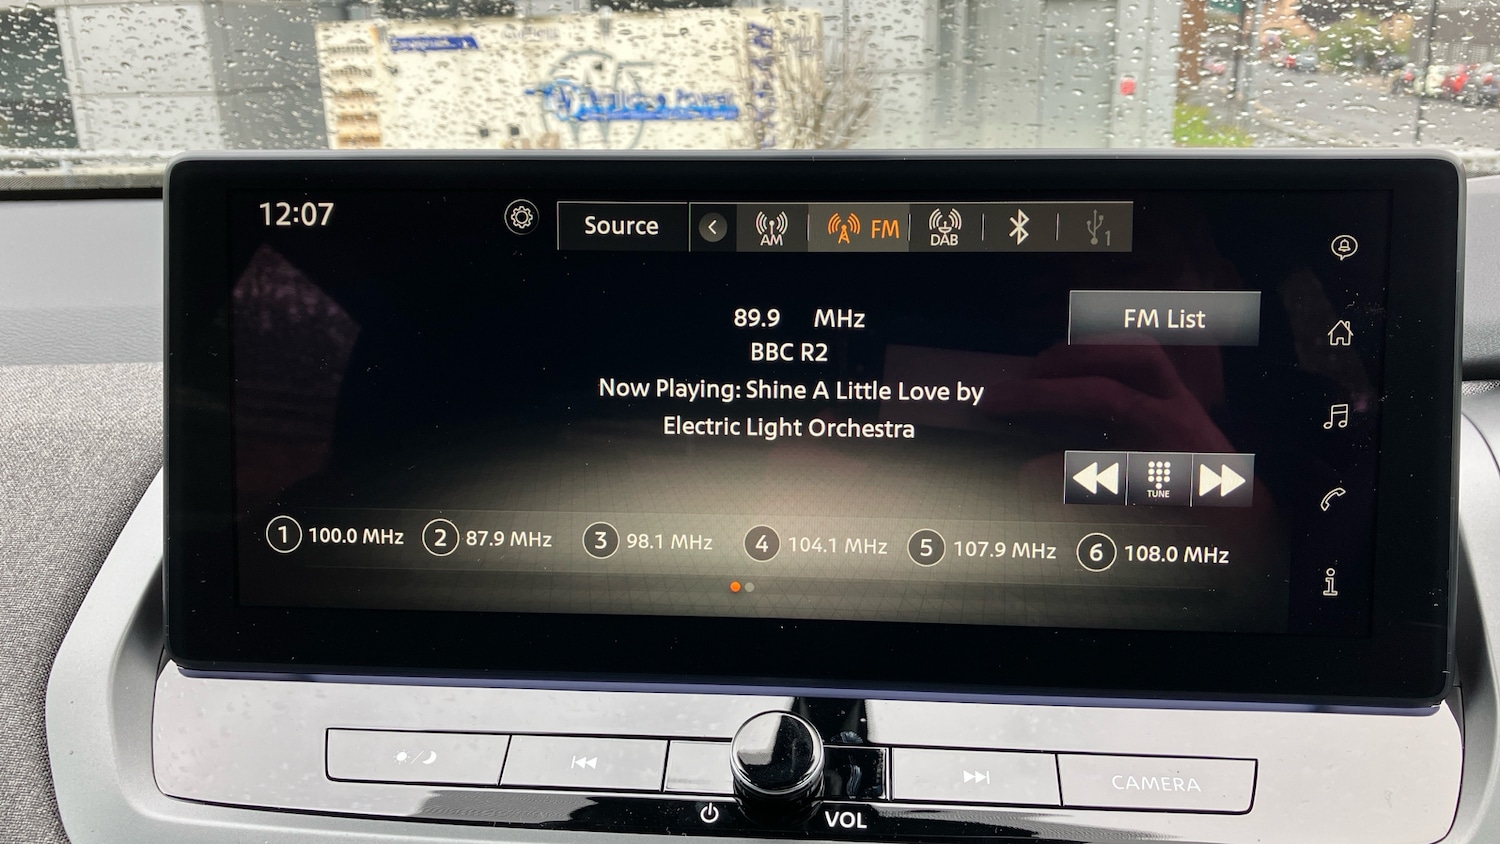 12:07
Source
AM
FM
DAB
1
89.9 MHz
BBC R2
FM List
Now Playing: Shine A Little Love by
Electric Light Orchestra
TUNE
1 100.0 MHz 2 87.9 MHz 3 98.1 MHz 4 104.1 MHz 5 107.9 MHz 6 108.0 MHz
CAMERA
VOL